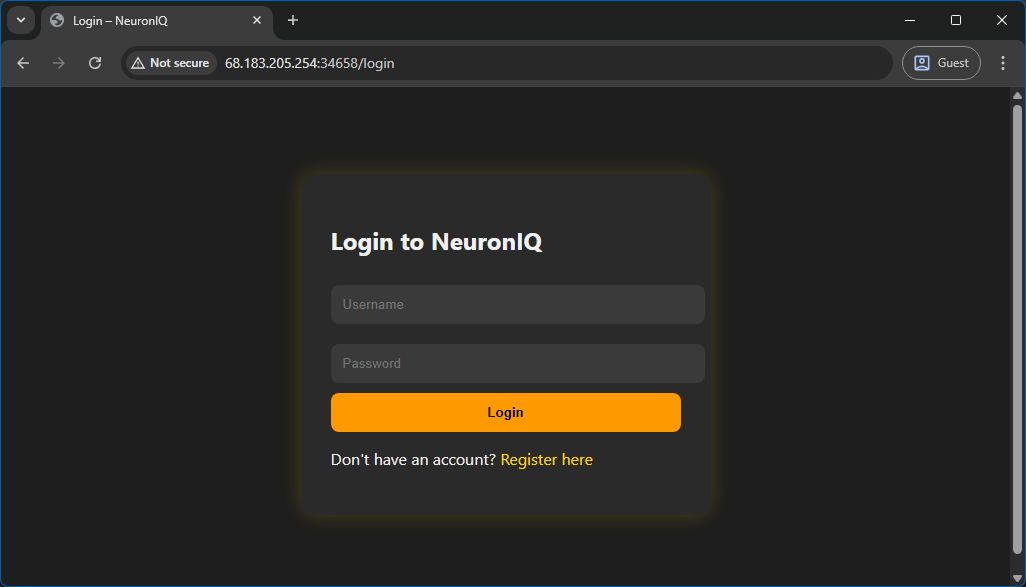 Login – NeuronIQ
Not secure 68.183.205.254:34658/login Guest
Login to NeuronIQ
Username
Password
Login
Don't have an account? Register here